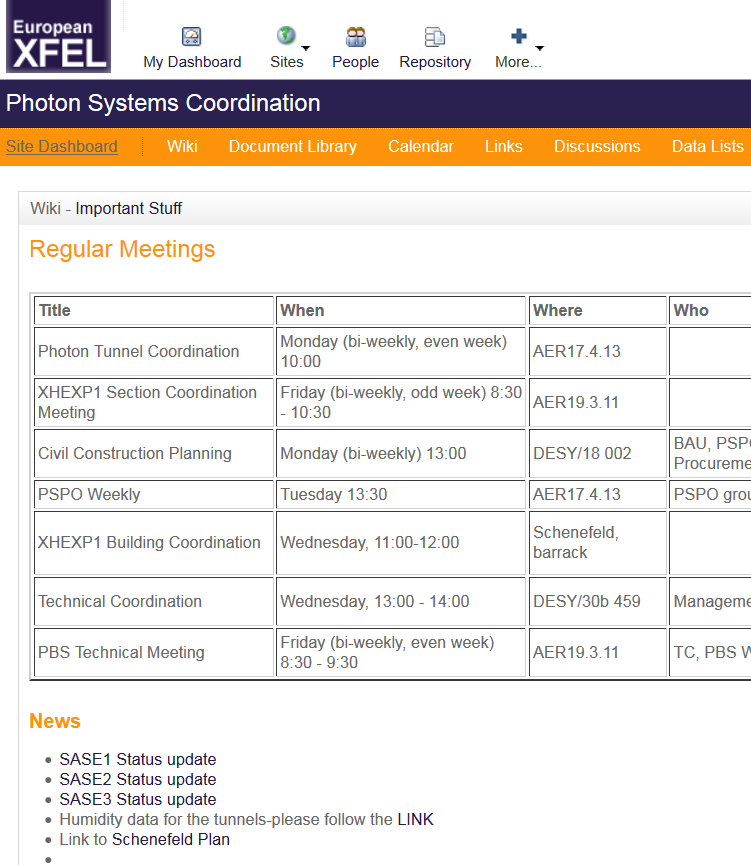 European
XFEL
My Dashboard
Sites
People
Repository
More...
Photon Systems Coordination
Site Dashboard
Wiki
Document Library
Calendar
Links
Discussions
Data Lists
Wiki - Important Stuff
Regular Meetings
Title
When
Where
Who
Photon Tunnel Coordination
Monday (bi-weekly, even week)
10:00
AER17.4.13
XHEXP1 Section Coordination
Meeting
Friday (bi-weekly, odd week) 8:30
- 10:30
AER19.3.11
Civil Construction Planning
Monday (bi-weekly) 13:00
DESY/18 002
BAU, PSPO
Procureme
PSPO Weekly
Tuesday 13:30
AER17.4.13
PSPO grou
XHEXP1 Building Coordination
Wednesday, 11:00-12:00
Schenefeld,
barrack
Technical Coordination
Wednesday, 13:00 - 14:00
DESY/30b 459
Manageme
PBS Technical Meeting
Friday (bi-weekly, even week)
8:30 - 9:30
AER19.3.11
TC, PBS W
News
SASE1 Status update
SASE2 Status update
SASE3 Status update
Humidity data for the tunnels-please follow the LINK
Link to Schenefeld Plan